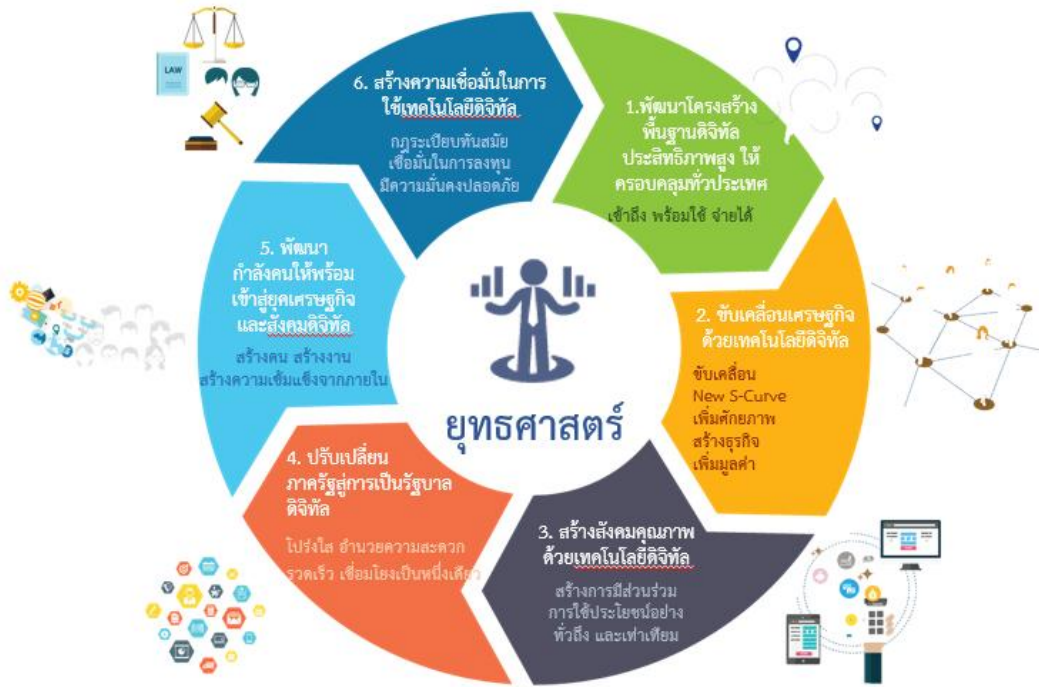 1.พัฒนาโครงสร้าง
พื้นฐานดิจิทัล
ประสิทธิภาพสูง ให้
ครอบคลุมทั่วประเทศ
เข้าถึง พร้อมใช้ จ่ายได้
2. ขับเคลื่อนเศรษฐกิจ
ด้วยเทคโนโลยีดิจิทัล
ขับเคลื่อน
New S-Curve
เพิ่มศักยภาพ
สร้างธุรกิจ
เพิ่มมูลค่า
3. สร้างสังคมคุณภาพ
ด้วยเทคโนโลยีดิจิทัล
สร้างการมีส่วนร่วม
การใช้ประโยชน์อย่าง
ทั่วถึง และเท่าเทียม
4. ปรับเปลี่ยน
ภาครัฐสู่การเป็นรัฐบาล
ดิจิทัล
โปร่งใส อำนวยความสะดวก
รวดเร็ว เชื่อมโยงเป็นหนึ่งเดียว
5. พัฒนา
กำลังคนให้พร้อม
เข้าสู่ยุคเศรษฐกิจ
และสังคมดิจิทัล
สร้างคน สร้างงาน
สร้างความเข้มแข็งจากภายใน
6. สร้างความเชื่อมั่นในการ
ใช้เทคโนโลยีดิจิทัล
กฎระเบียบทันสมัย
เชื่อมั่นในการลงทุน
มีความมั่นคงปลอดภัย
LAW
ยุทธศาสตร์